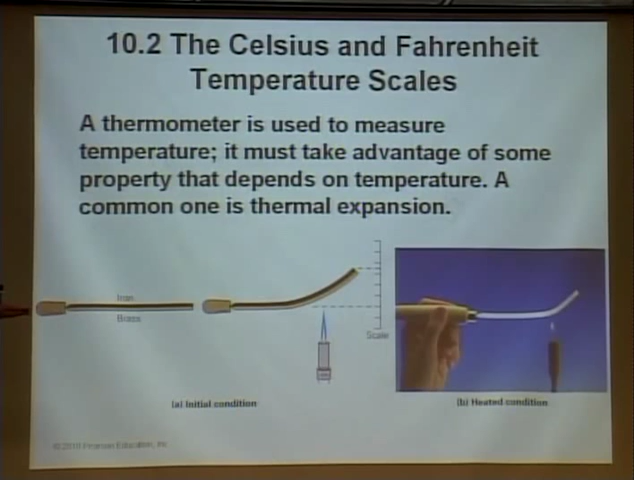 10.2 The Celsius and Fahrenheit
Temperature Scales
A thermometer is used to measure
temperature; it must take advantage of some
property that depends on temperature. A
common one is thermal expansion.
Iron
Brass
Scale
(a) Initial condition
(b) Heated condition
© 2010 Pearson Education, Inc.